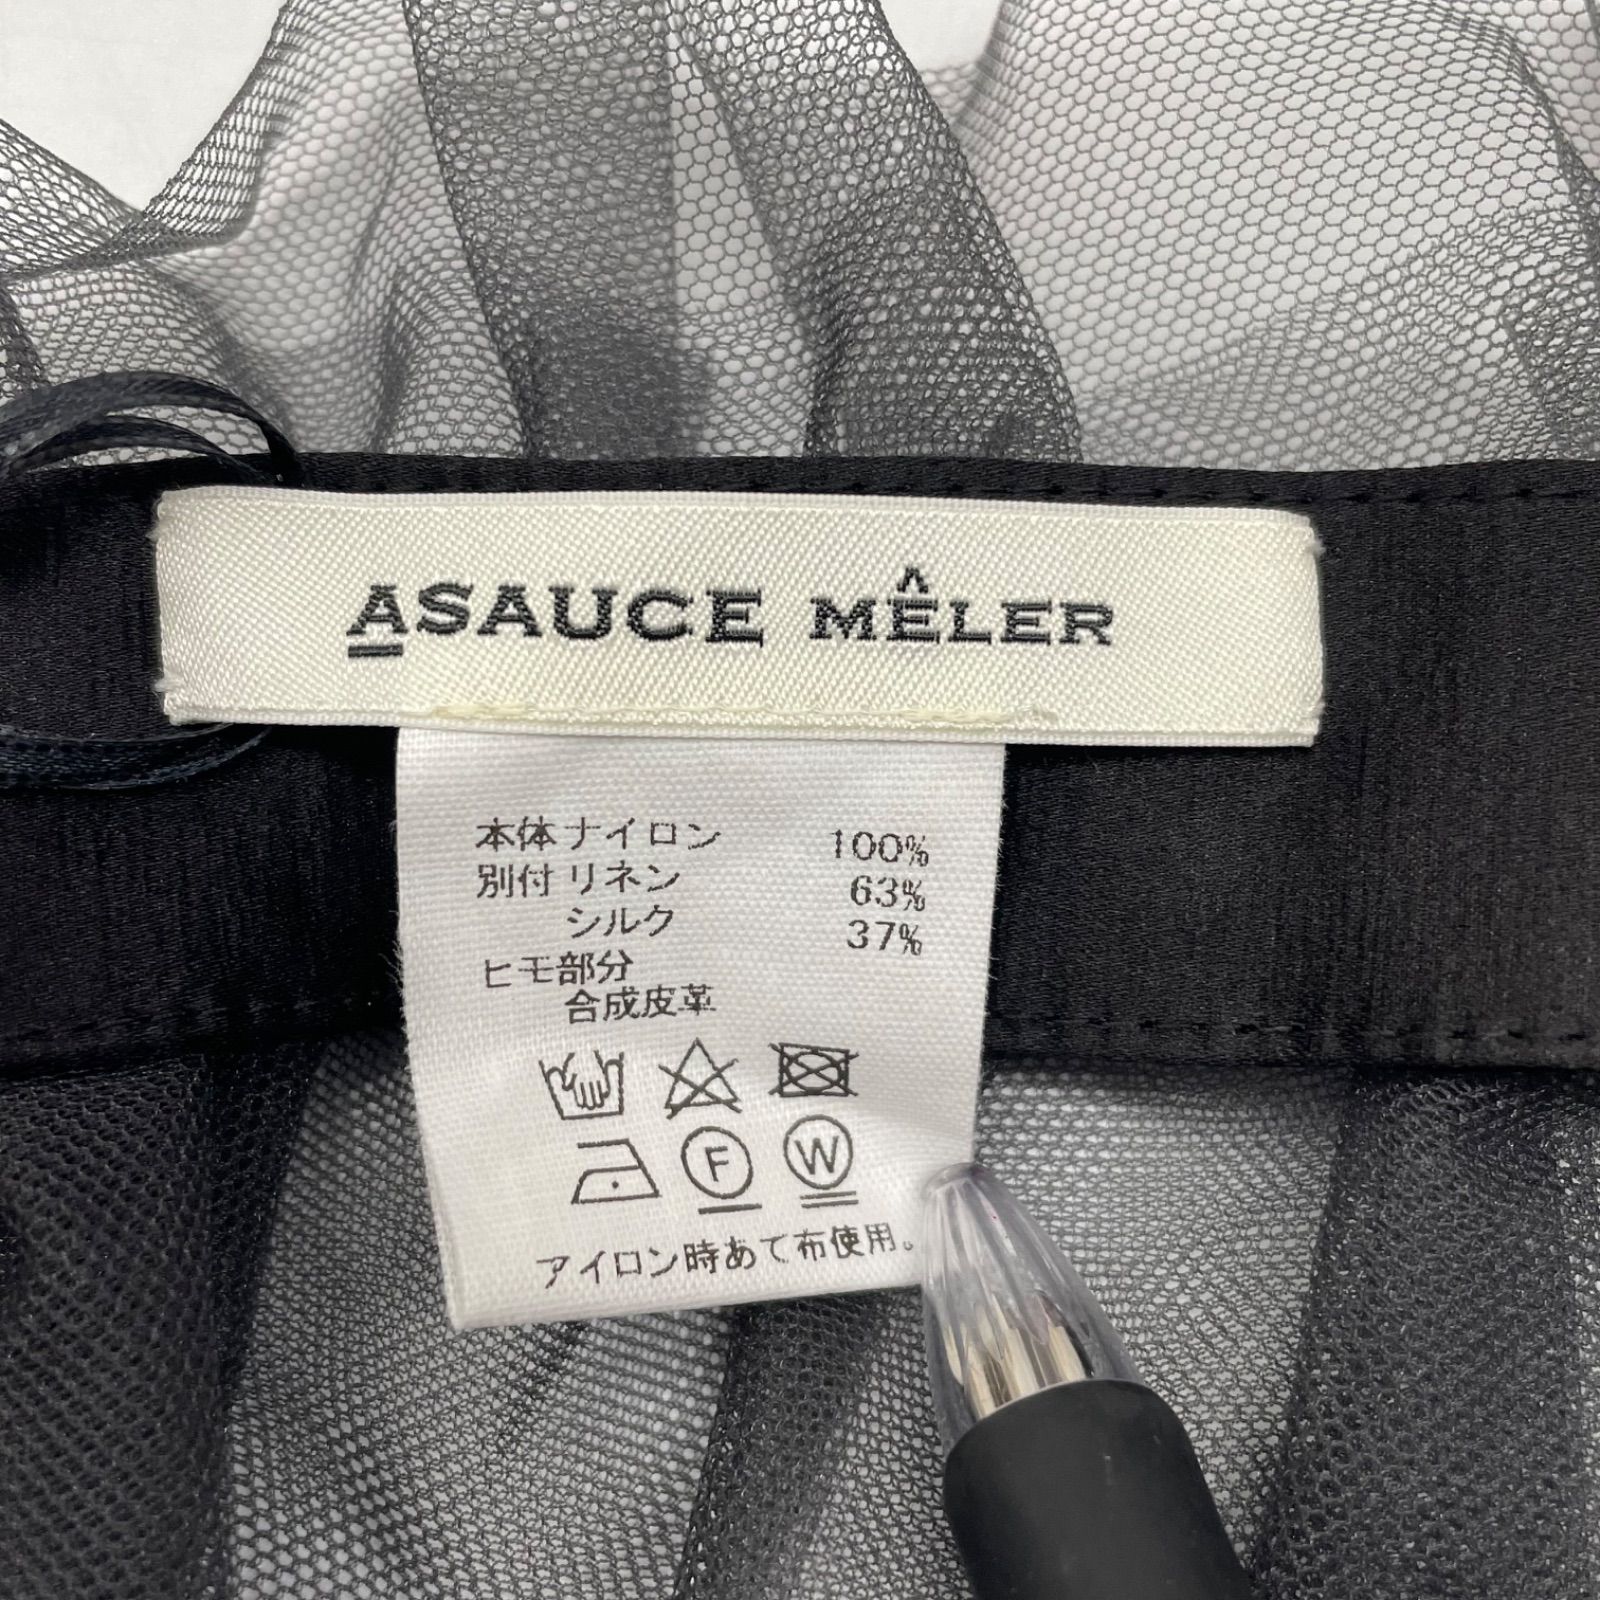 ASAUCE MÊLER
本体 ナイロン 100%
別付 リネン 63%
シルク 37%
ヒモ部分
合成皮革
F W
アイロン時あて布使用。